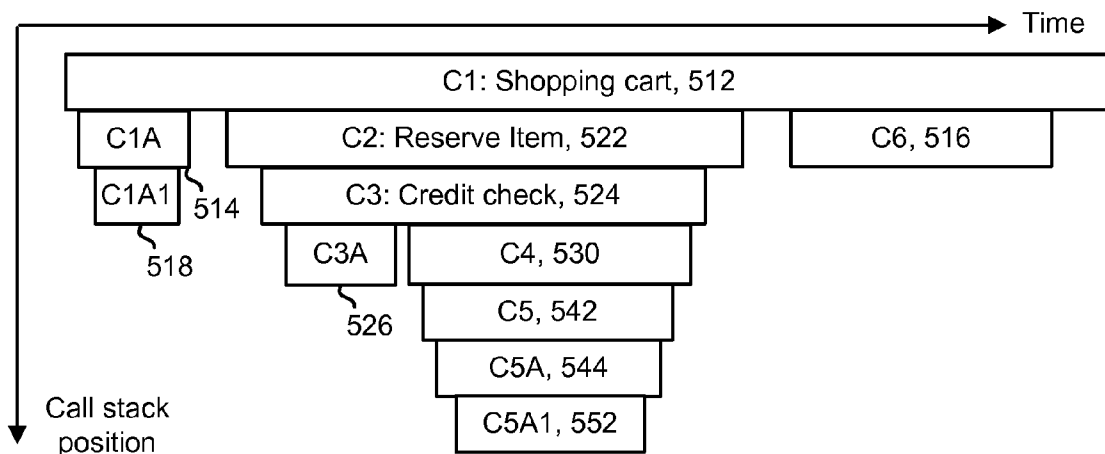 Time
C1: Shopping cart, 512
C1A
C2: Reserve Item, 522
C6, 516
C1A1
514
C3: Credit check, 524
518
C3A
C4, 530
526
C5, 542
C5A, 544
Call stack
position
C5A1, 552